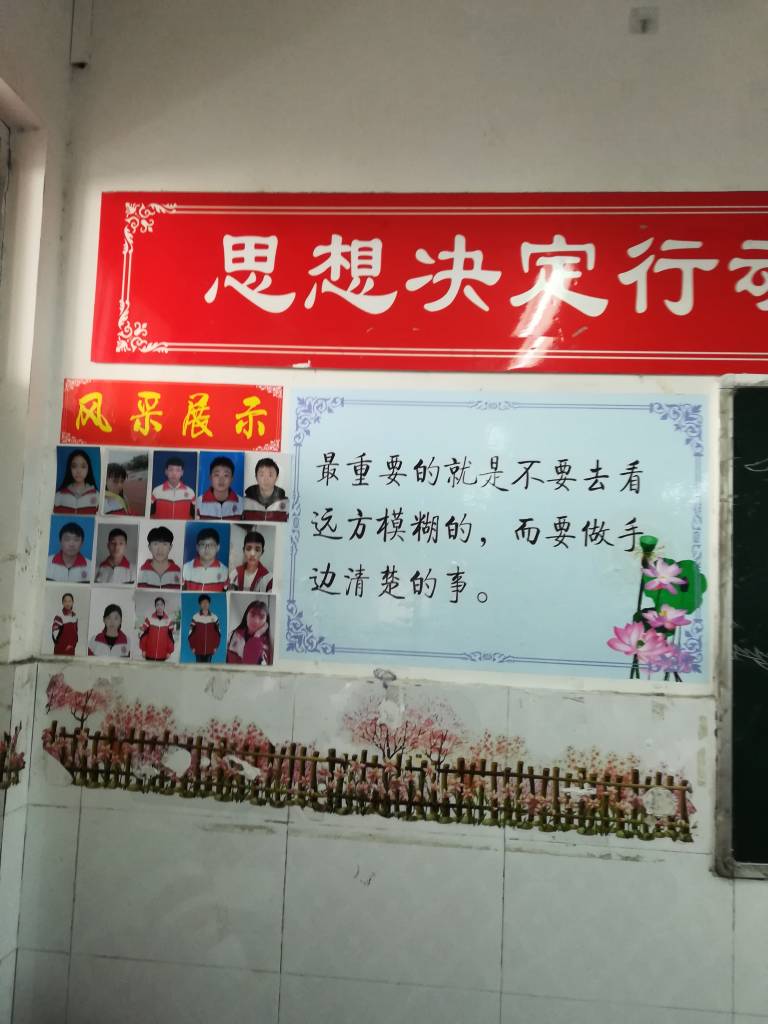 思想决定行动
风采展示
最重要的就是不要去看
远方模糊的，而要做手
边清楚的事。